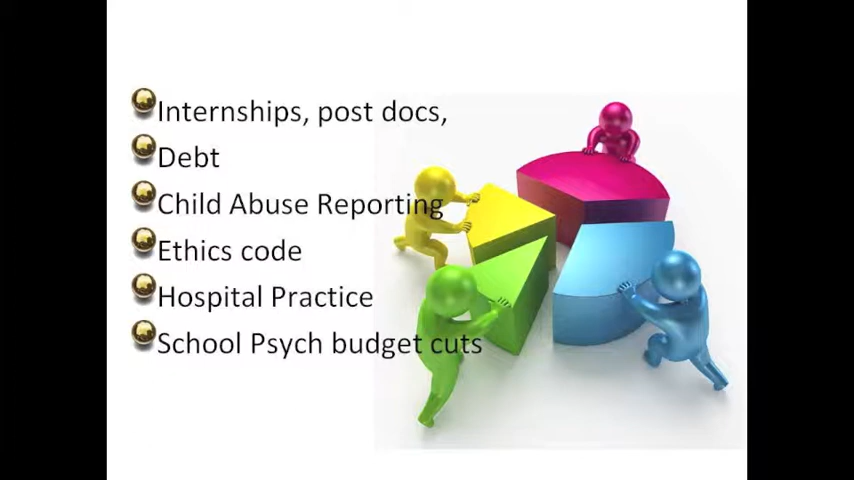 Internships, post docs,
Debt
Child Abuse Reporting
Ethics code
Hospital Practice
School Psych budget cuts